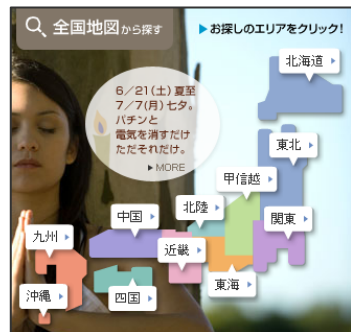 全国地図から探す
▶お探しのエリアをクリック!
北海道
6/21(土)夏至
7/7(月)七夕。
パチンと
電気を消すだけ
ただそれだけ。
▶MORE
東北
甲信越
北陸
関東
中国
近畿
九州
東海
四国
沖縄